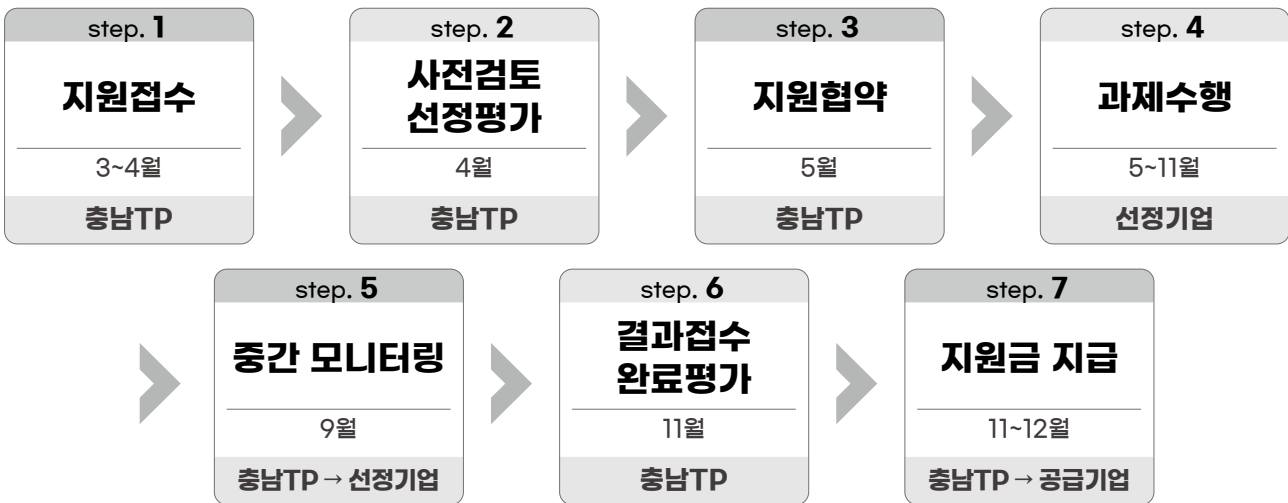 step. 1
지원접수
3~4월
충남TP
step. 2
사전검토
선정평가
4월
충남TP
step. 3
지원협약
5월
충남TP
step. 4
과제수행
5~11월
선정기업
step. 5
중간 모니터링
9월
충남TP → 선정기업
step. 6
결과접수
완료평가
11월
충남TP
step. 7
지원금 지급
11~12월
충남TP → 공급기업